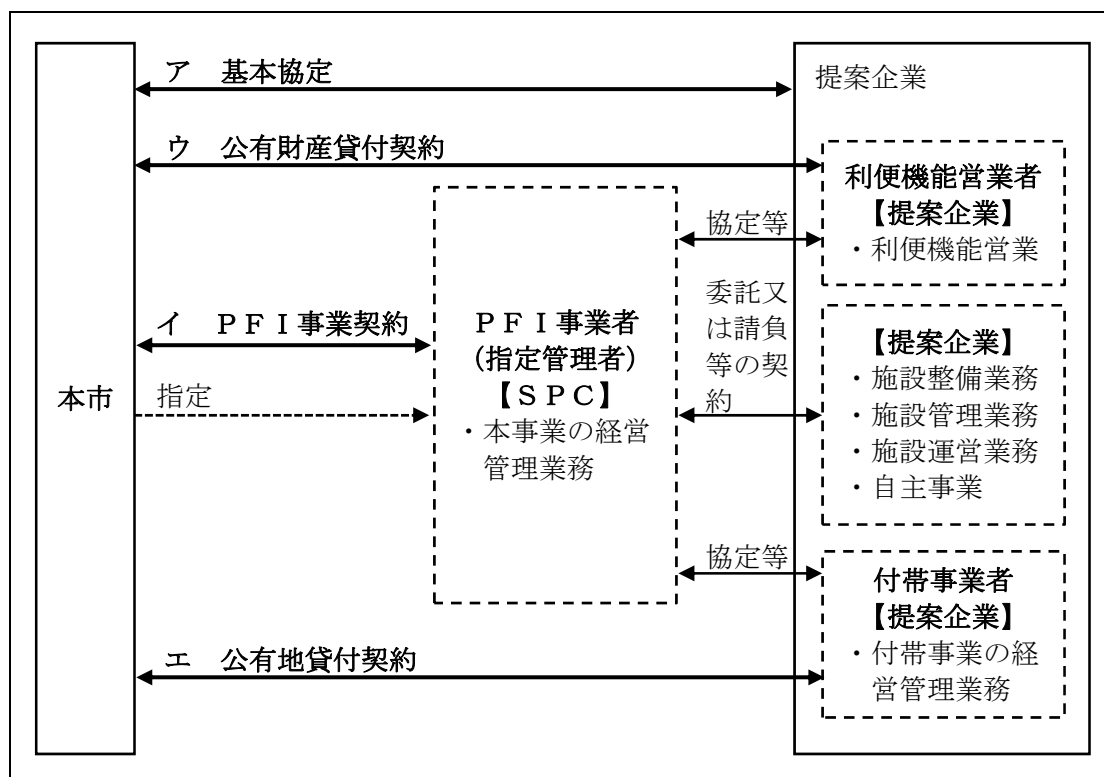 ア 基本協定
提案企業
ウ 公有財産貸付契約
利便機能営業者
【提案企業】
・利便機能営業
協定等
イ PFI事業契約
指定
本市
PFI事業者
(指定管理者)
【SPC】
・本事業の経営
管理業務
委託又
は請負
等の契
約
【提案企業】
・施設整備業務
・施設管理業務
・施設運営業務
・自主事業
協定等
付帯事業者
【提案企業】
・付帯事業の経
営管理業務
エ 公有地貸付契約